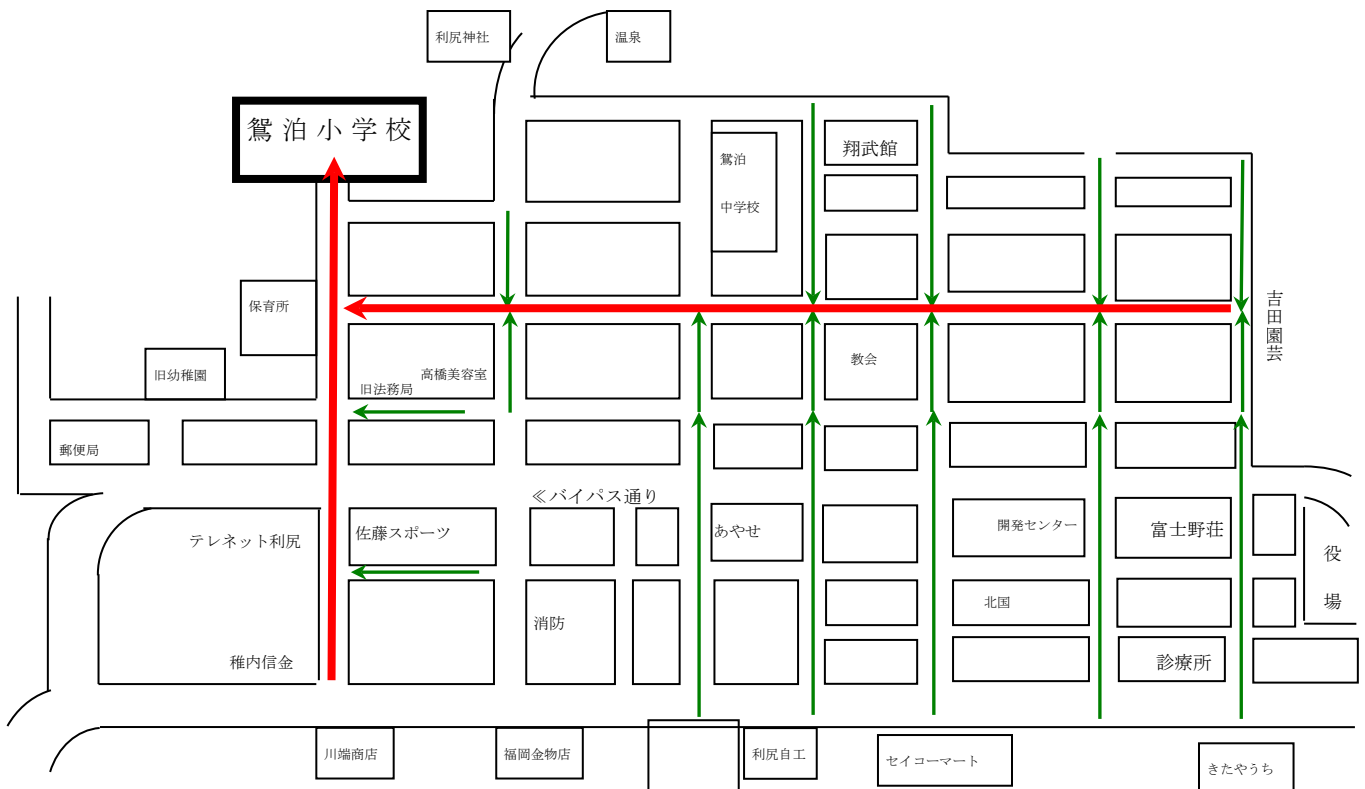 利尻神社
温泉
鴛泊小学校
鴛泊
中学校
翔武館
保育所
吉田園芸
旧幼稚園
高橋美容室
旧法務局
教会
郵便局
≪バイパス通り
テレネット利尻
佐藤スポーツ
あやせ
開発センター
富士野荘
役
場
北国
消防
稚内信金
診療所
川端商店
福岡金物店
利尻自工
セイコーマート
きたやうち